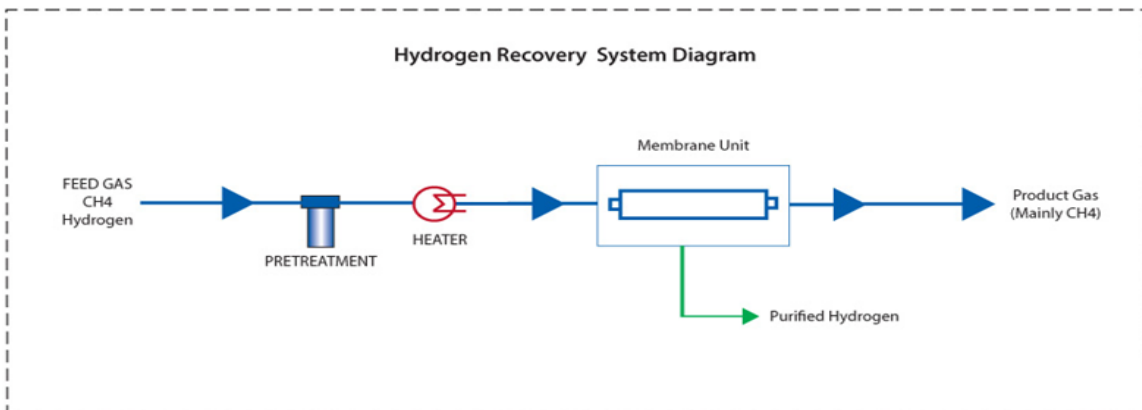 Hydrogen Recovery System Diagram
Membrane Unit
FEED GAS
CH4
Hydrogen
PRETREATMENT
HEATER
Product Gas
(Mainly CH4)
Purified Hydrogen